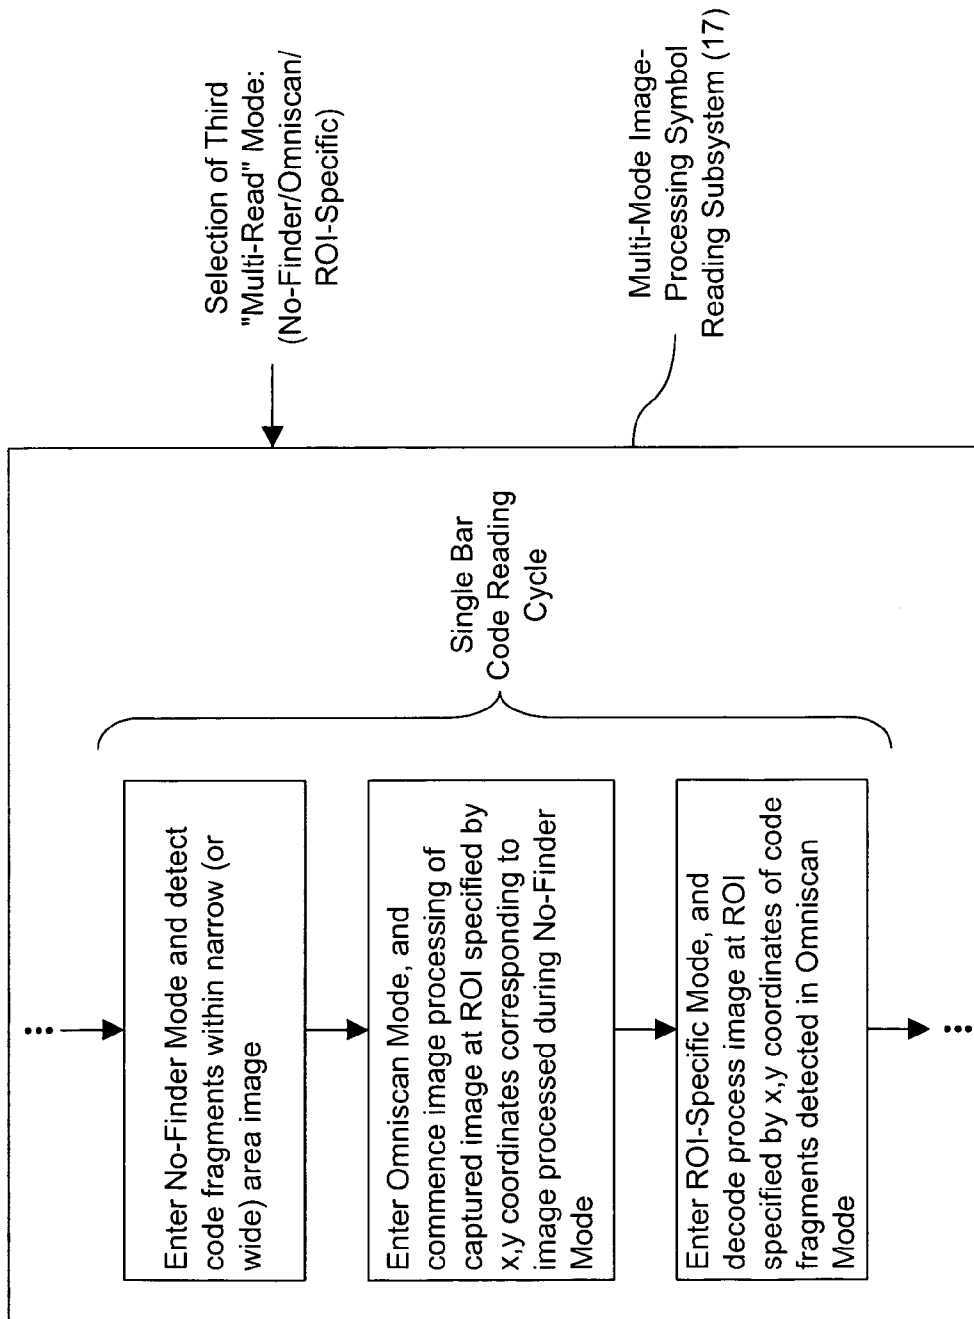 Selection of Third
"Multi-Read" Mode:
(No-Finder/Omniscan/
ROI-Specific)
Multi-Mode Image-
Processing Symbol
Reading Subsystem (17)
Single Bar
Code Reading
Cycle
Enter No-Finder Mode and detect
code fragments within narrow (or
wide) area image
Enter Omniscan Mode, and
commence image processing of
captured image at ROI specified by
x,y coordinates corresponding to
image processed during No-Finder
Mode
Enter ROI-Specific Mode, and
decode process image at ROI
specified by x,y coordinates of code
fragments detected in Omniscan
Mode